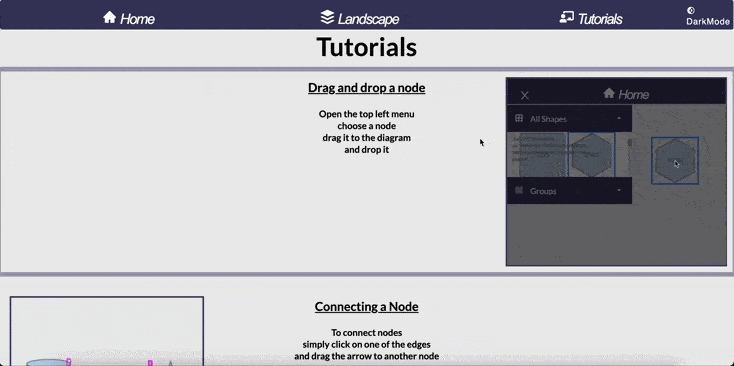 Home
Landscape
Tutorials
DarkMode
Tutorials
Drag and drop a node
Open the top left menu
choose a node
drag it to the diagram
and drop it
Home
All Shapes
Groups
Connecting a Node
To connect nodes
simply click on one of the edges
and drag the arrow to another node